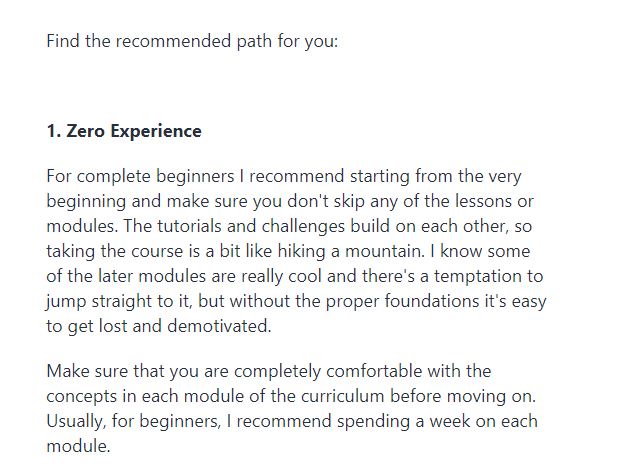 Find the recommended path for you:
1. Zero Experience
For complete beginners I recommend starting from the very
beginning and make sure you don't skip any of the lessons or
modules. The tutorials and challenges build on each other, so
taking the course is a bit like hiking a mountain. I know some
of the later modules are really cool and there's a temptation to
jump straight to it, but without the proper foundations it's easy
to get lost and demotivated.
Make sure that you are completely comfortable with the
concepts in each module of the curriculum before moving on.
Usually, for beginners, I recommend spending a week on each
module.